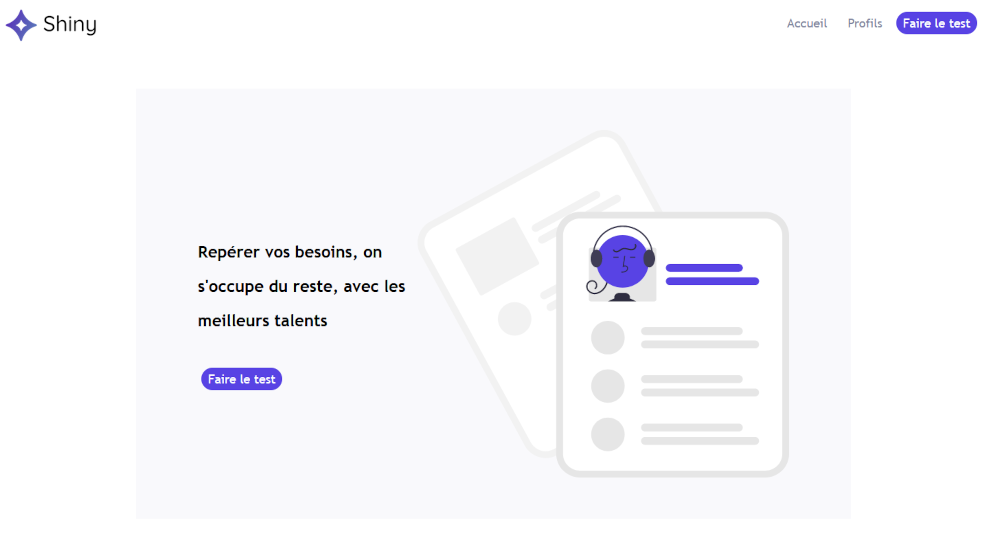 Shiny
Accueil
Profils
Faire le test
Repérer vos besoins, on
s'occupe du reste, avec les
meilleurs talents
Faire le test